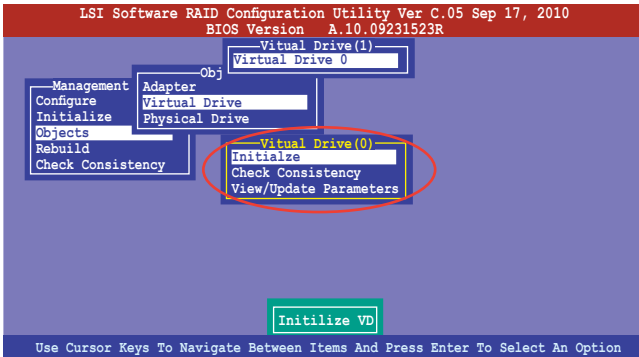 LSI Software RAID Configuration Utility Ver C.05 Sep 17, 2010
BIOS Version A.10.09231523R
Vitual Drive(1)
Virtual Drive 0
Obj
Adapter
Virtual Drive
Physical Drive
Management
Configure
Initialize
Objects
Rebuild
Check Consistency
Vitual Drive(0)
Initialze
Check Consistency
View/Update Parameters
Initilize VD
Use Cursor Keys To Navigate Between Items And Press Enter To Select An Option